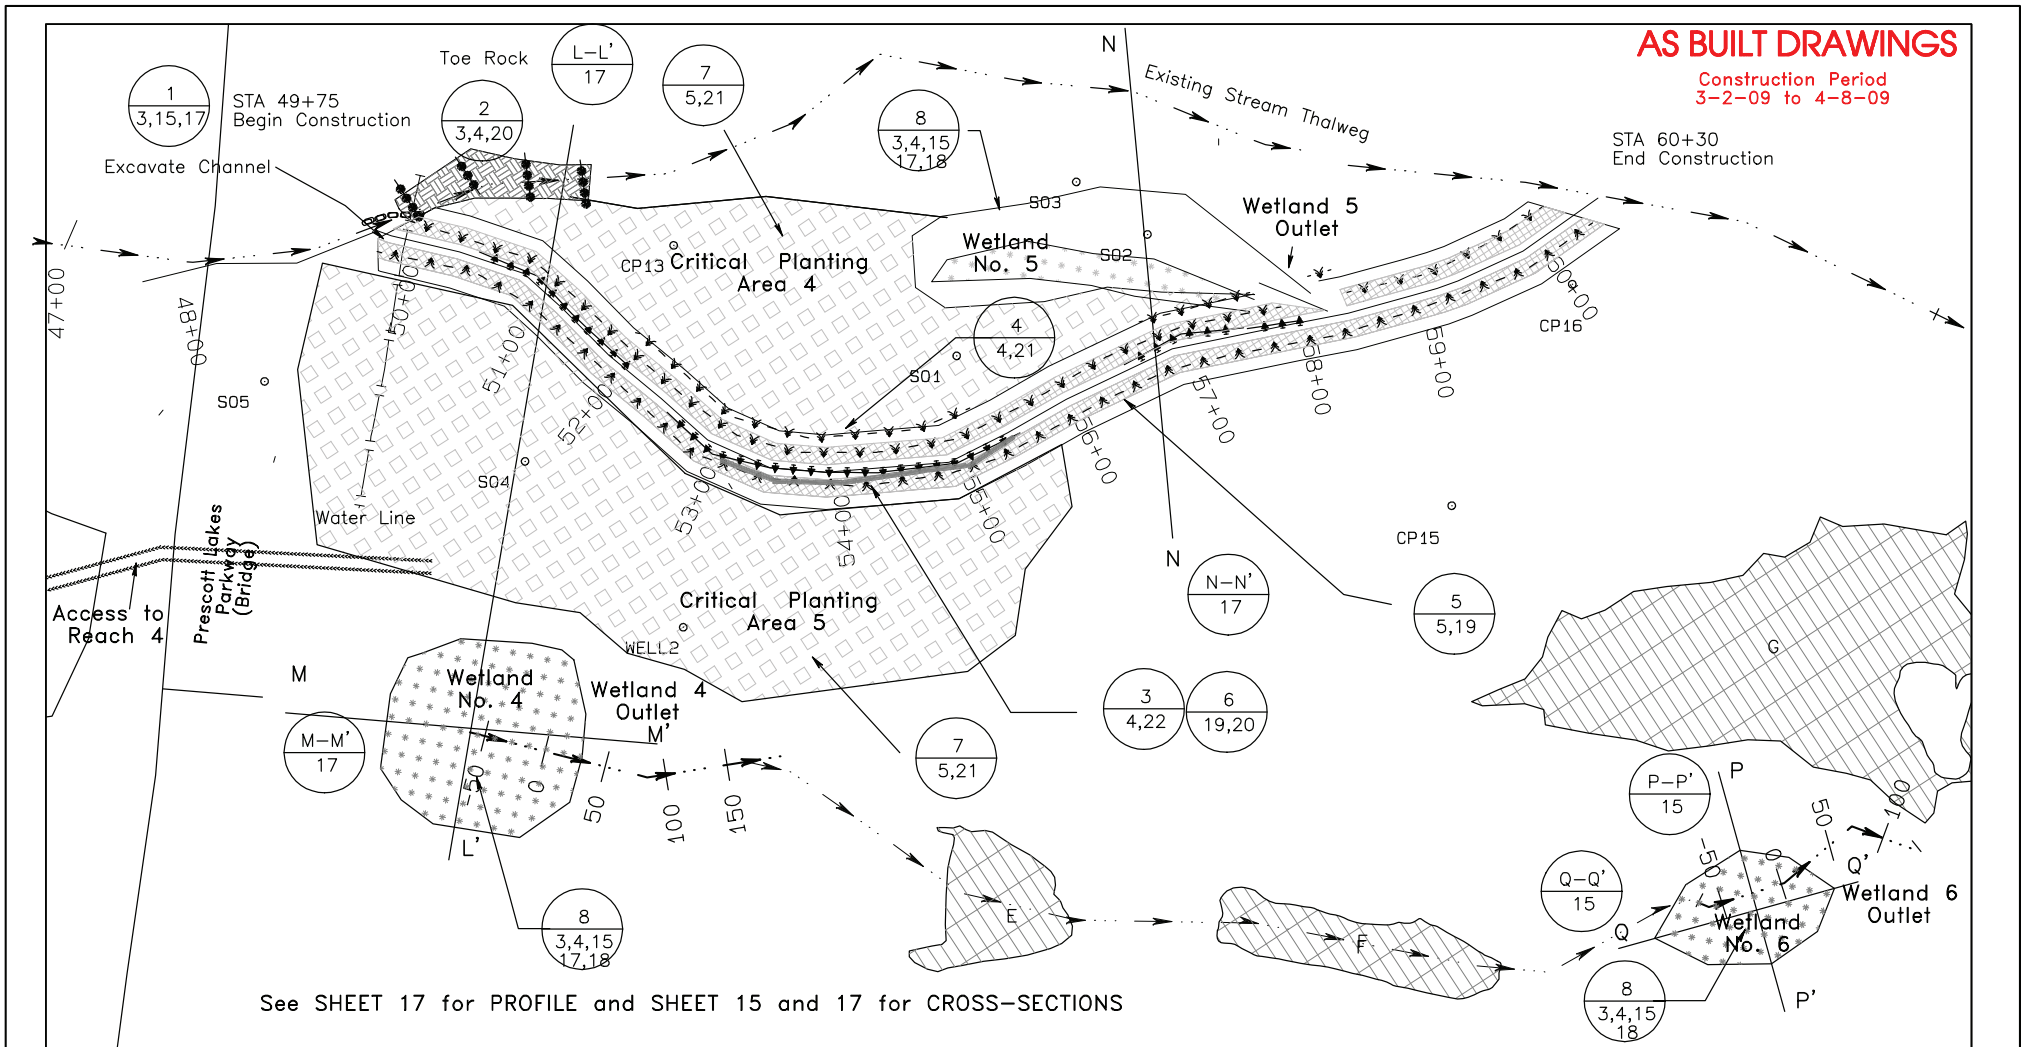 AS BUILT DRAWINGS
Construction Period
3-2-09 to 4-8-09
1
3,15,17
STA 49+75
Begin Construction
Toe Rock
2
3,4,20
L-L'
17
7
5,21
8
3,4,15
17,18
N
Existing Stream Thalweg
STA 60+30
End Construction
Excavate Channel
S03
Wetland 5
Outlet
Wetland
No. 5
S02
CP13
Critical Planting
Area 4
47+00
48+00
50+00
51+00
52+00
53+00
54+00
55+00
56+00
57+00
58+00
59+00
60+00
CP16
4
4,21
S01
S05
S04
Water Line
CP15
N
N-N'
17
5
5,19
Prescott Lakes
Parkway
(Bridge)
Access to
Reach 4
Critical Planting
Area 5
WELL2
M
Wetland
No. 4
Wetland 4
Outlet
M'
M-M'
17
-50
0
50
100
150
L'
3
4,22
6
19,20
7
5,21
G
P-P'
15
P
50
100
-50
0
Q'
Q-Q'
15
Wetland 6
Outlet
Q
Wetland
No. 6
P'
E
F
8
3,4,15
17,18
8
3,4,15
18
See SHEET 17 for PROFILE and SHEET 15 and 17 for CROSS-SECTIONS